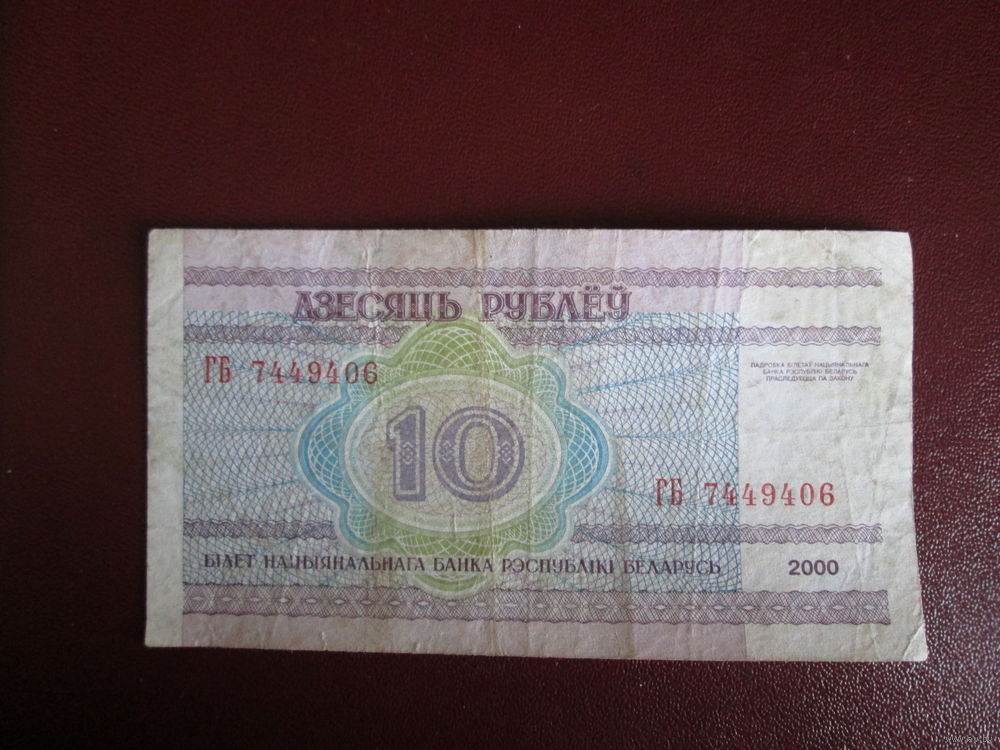 ДЗЕСЯЦЬ РУБЛЁЎ
ГБ 7449406
ПАДРОБКА БІЛЕТАЎ НАЦЫЯНАЛЬНАГА
БАНКА РЭСПУБЛІКІ БЕЛАРУСЬ
ПРАСЛЕДУЕЦЦА ПА ЗАКОНУ
10
ГБ 7449406
БІЛЕТ НАЦЫЯНАЛЬНАГА БАНКА РЭСПУБЛІКІ БЕЛАРУСЬ
2000